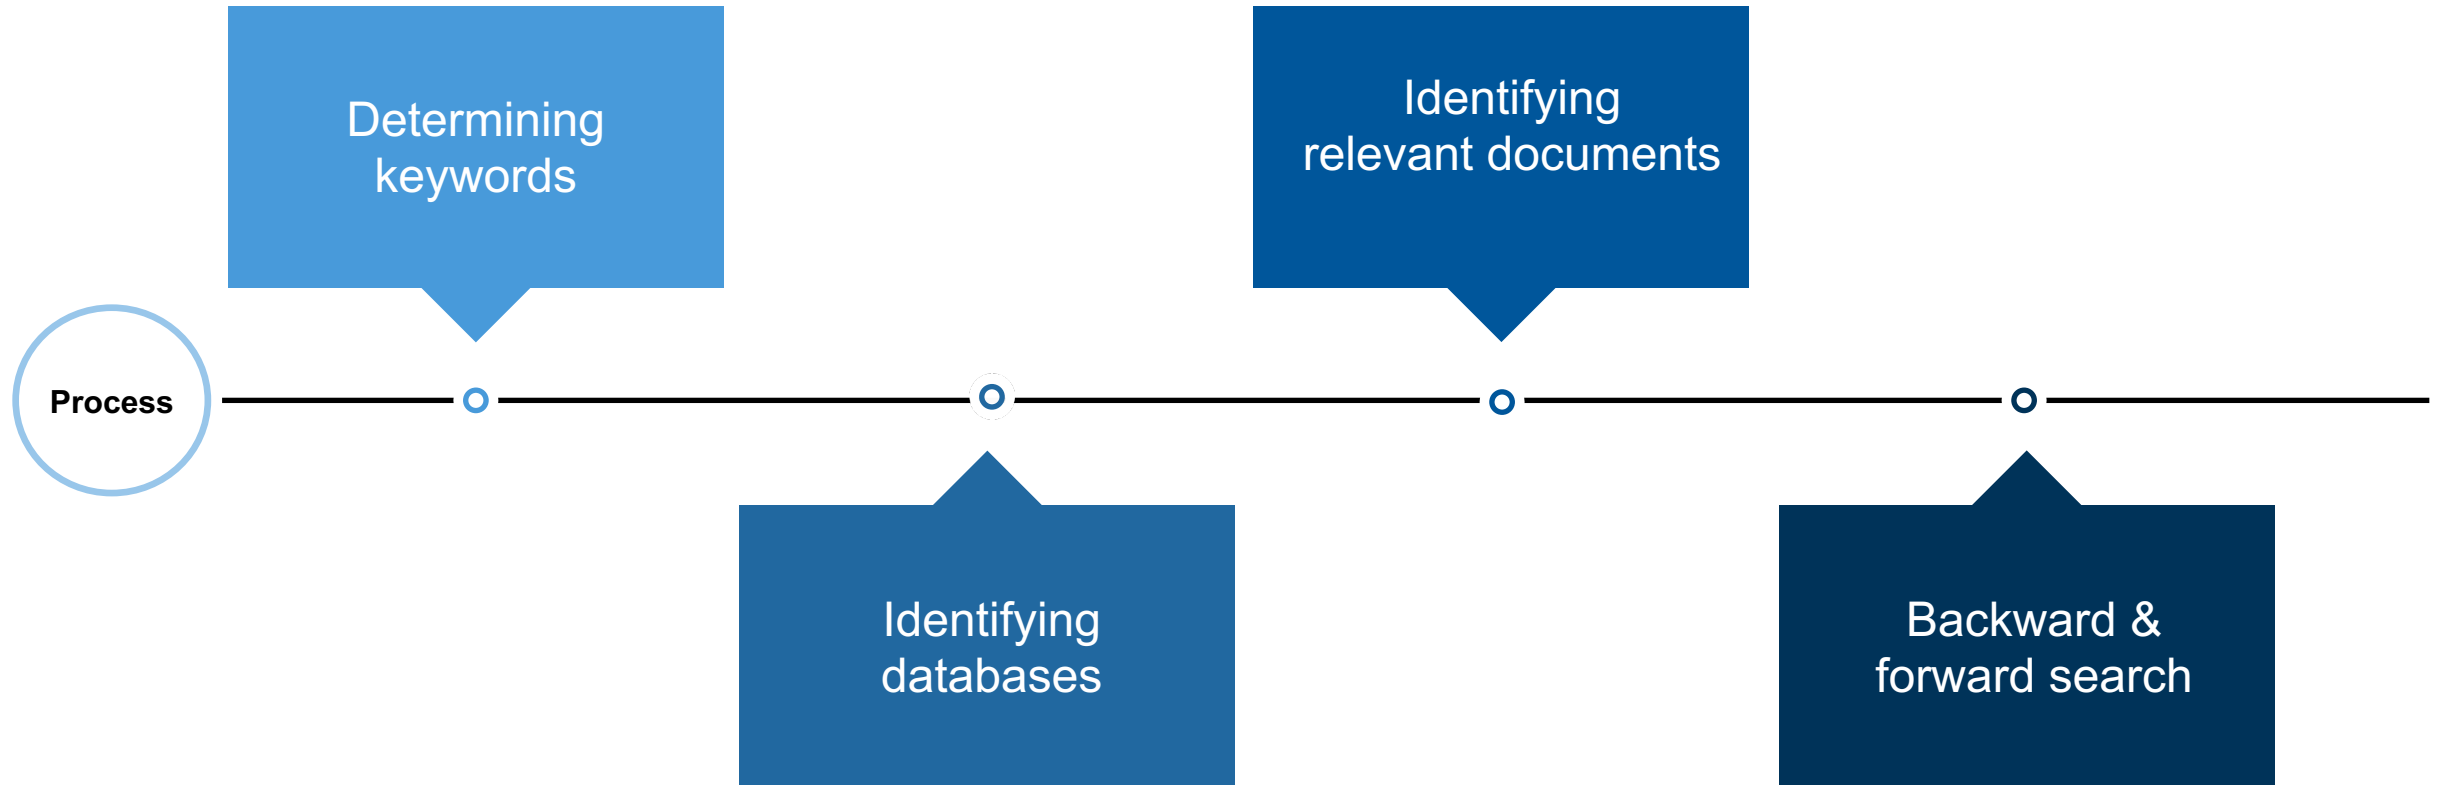 Process
Determining
keywords
Identifying
databases
Identifying
relevant documents
Backward &
forward search